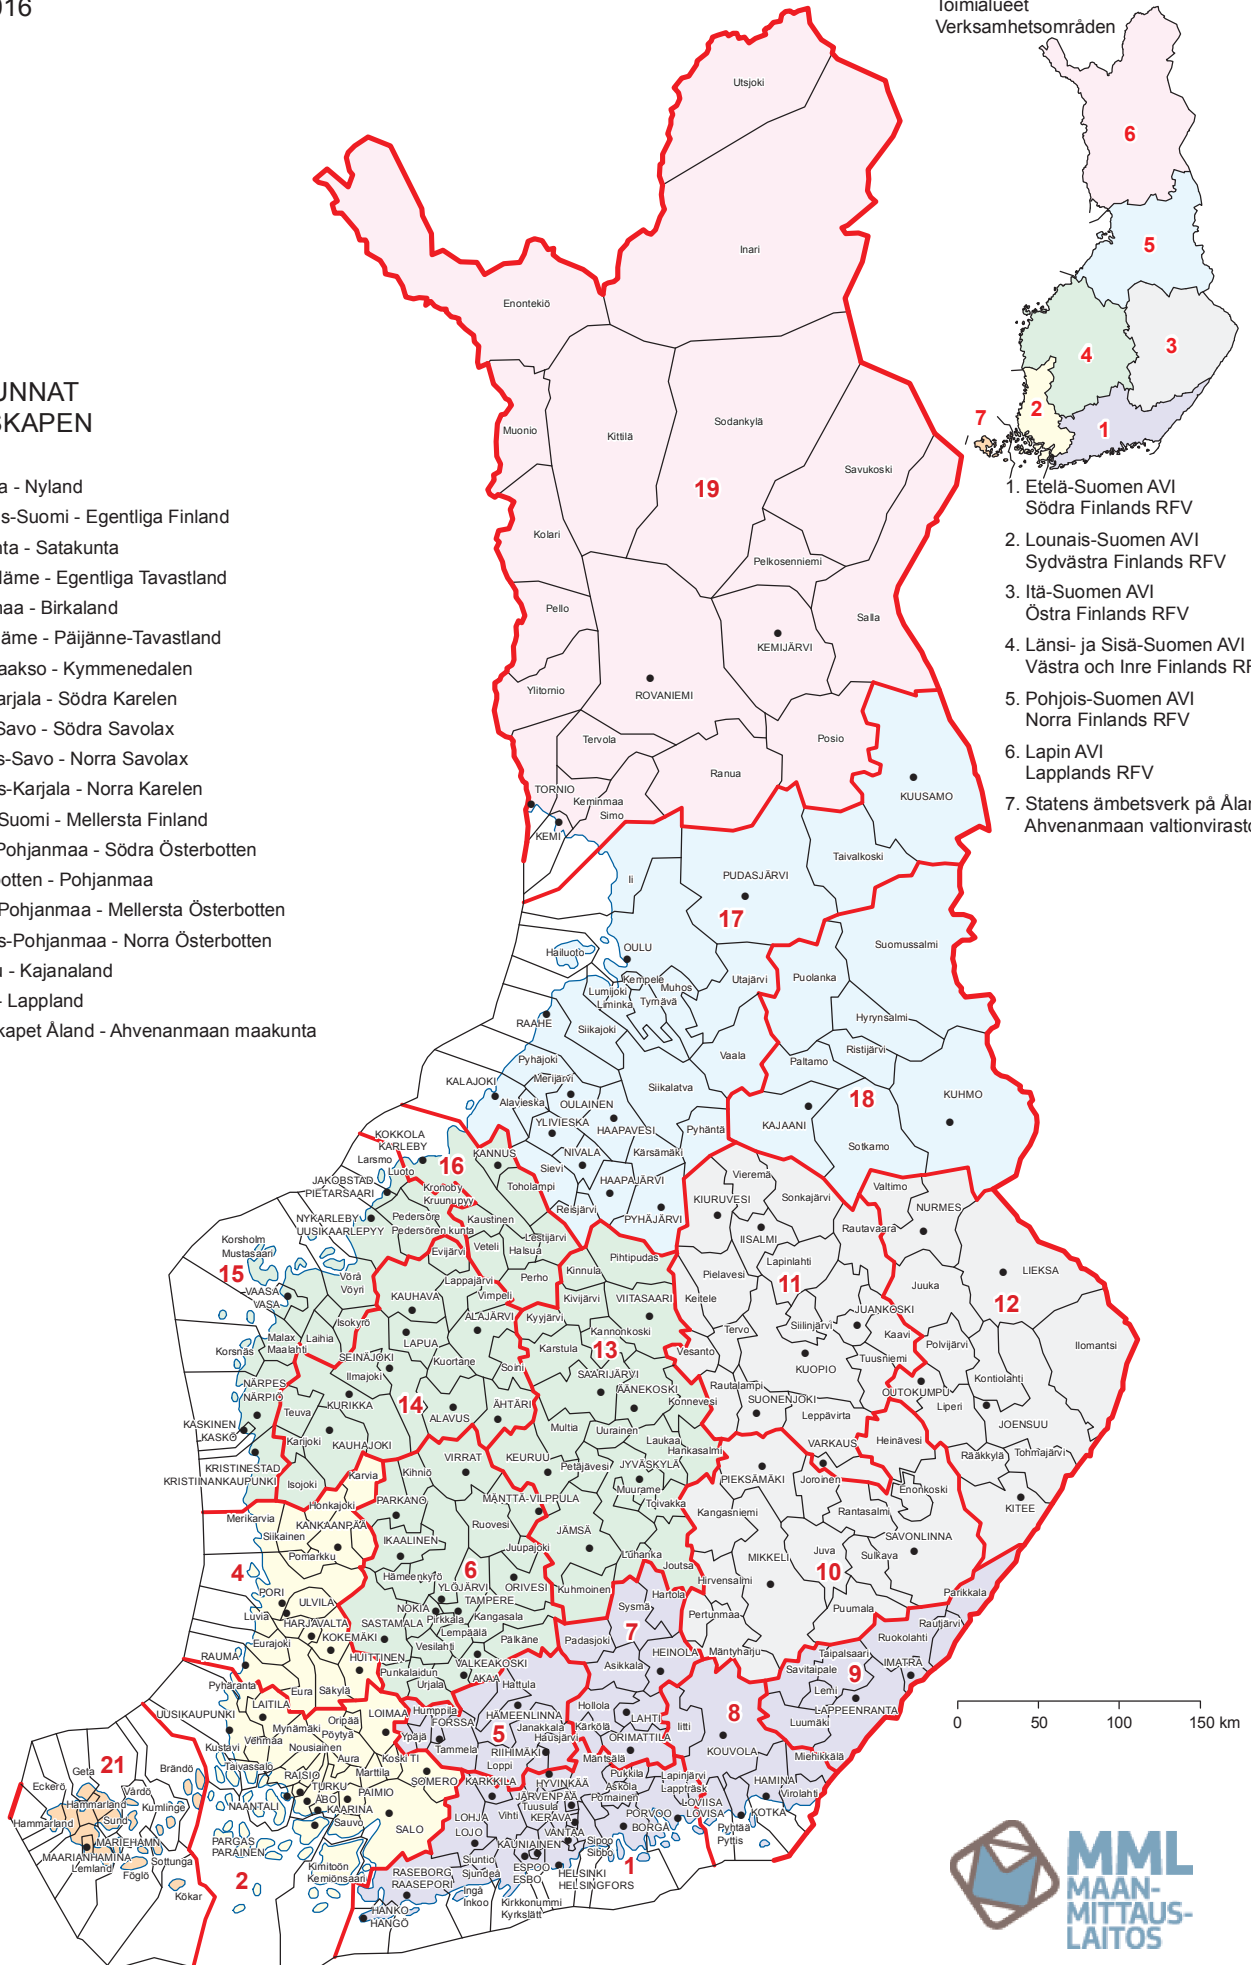 016
Toimialueet
Verksamhetsområden
6
5
4
3
2
1
7
1. Etelä-Suomen AVI
Södra Finlands RFV
2. Lounais-Suomen AVI
Sydvästra Finlands RFV
3. Itä-Suomen AVI
Östra Finlands RFV
4. Länsi- ja Sisä-Suomen AVI
Västra och Inre Finlands RF
5. Pohjois-Suomen AVI
Norra Finlands RFV
6. Lapin AVI
Lapplands RFV
7. Statens ämbetsverk på Ålan
Ahvenanmaan valtionvirasto
UNNAT
SKAPEN
a - Nyland
s-Suomi - Egentliga Finland
nta - Satakunta
äme - Egentliga Tavastland
naa - Birkaland
äme - Päijänne-Tavastland
aakso - Kymmenedalen
arjala - Södra Karelen
Savo - Södra Savolax
s-Savo - Norra Savolax
s-Karjala - Norra Karelen
Suomi - Mellersta Finland
Pohjanmaa - Södra Österbotten
otten - Pohjanmaa
Pohjanmaa - Mellersta Österbotten
s-Pohjanmaa - Norra Österbotten
u - Kajanaland
- Lappland
kapet Åland - Ahvenanmaan maakunta
Utsjoki
Inari
Enontekiö
Muonio
Kittilä
Sodankylä
Savukoski
19
Kolari
Pelkosenniemi
Pello
Salla
KEMIJÄRVI
Ylitornio
ROVANIEMI
Tervola
Posio
Ranua
TORNIO
Keminmaa
Simo
KEMI
KUUSAMO
Taivalkoski
Ii
PUDASJÄRVI
17
Hailuoto
OULU
Suomussalmi
Kempele
Muhos
Utajärvi
Puolanka
Lumijoki
Liminka
Tyrnävä
RAAHE
Siikajoki
Hyrynsalmi
Vaala
Ristijärvi
Paltamo
Pyhäjoki
Merijärvi
Siikalatva
KALAJOKI
Alavieska
OULAINEN
18
KUHMO
YLIVIESKA
HAAPAVESI
Pyhäntä
KAJAANI
Sotkamo
KOKKOLA
KARLEBY
Larsmo
Luoto
16
KANNUS
NIVALA
Kärsämäki
Sievi
Toholampi
HAAPAJÄRVI
Vieremä
KIURUVESI
Sonkajärvi
Valtimo
NURMES
JAKOBSTAD
PIETARSAARI
Kronoby
Kruunupyy
Reisjärvi
PYHÄJÄRVI
IISALMI
Rautavaara
NYKARLEBY
UUSIKAARLEPYY
Pedersöre
Pedersören kunta
Kaustinen
Lestijärvi
Korsholm
Mustasaari
15
Evijärvi
Veteli
Halsua
Pihtipudas
Lapinlahti
LIEKSA
VAASA
VASA
Vörå
Vöyri
Lappajärvi
Perho
Kinnula
Pielavesi
Keitele
11
Juuka
12
KAUHAVA
Vimpeli
Kivijärvi
VIITASAARI
JUANKOSKI
Isokyrö
ALAJÄRVI
Kyyjärvi
Tervo
Siilinjärvi
Kaavi
Malax
Maalahti
Laihia
LAPUA
Kannonkoski
Polvijärvi
Ilomantsi
Korsnäs
SEINÄJOKI
Kuortane
Karstula
13
Vesanto
Tuusniemi
KUOPIO
Ilmajoki
Soini
SAARIJÄRVI
Kontiolahti
NÄRPES
NÄRPIÖ
Teuva
KURIKKA
14
ÄHTÄRI
ÄÄNEKOSKI
Konnevesi
Rautalampi
SUONENJOKI
OUTOKUMPU
Liperi
KASKINEN
KASKÖ
ALAVUS
Leppävirta
JOENSUU
Karijoki
KAUHAJOKI
Multia
Uurainen
Laukaa
Hankasalmi
VARKAUS
Heinävesi
Rääkkylä
Tohmajärvi
KRISTINESTAD
KRISTIINANKAUPUNKI
Isojoki
Karvia
Kihniö
VIRRAT
KEURUU
Petäjävesi
JYVÄSKYLÄ
PIEKSÄMÄKI
Joroinen
Enonkoski
KITEE
Honkajoki
PARKANO
MÄNTTÄ-VILPPULA
Muurame
Toivakka
Kangasniemi
Rantasalmi
Merikarvia
Siikainen
KANKAANPÄÄ
Ruovesi
JÄMSÄ
SAVONLINNA
IKAALINEN
Juupajoki
Luhanka
Joutsa
MIKKELI
Juva
Sulkava
Pomarkku
4
6
Hämeenkyrö
YLÖJÄRVI
ORIVESI
Kuhmoinen
Hirvensalmi
10
PORI
ULVILA
TAMPERE
Hartola
Pertunmaa
Puumala
Parikkala
Luvia
NOKIA
Pirkkala
Kangasala
Sysmä
HARJAVALTA
SASTAMALA
Lempäälä
7
Rautjärvi
Eurajoki
KOKEMÄKI
Vesilahti
Pälkäne
Padasjoki
HEINOLA
Mäntyharju
Ruokolahti
RAUMA
HUITTINEN
VALKEAKOSKI
Asikkala
Taipalsaari
9
IMATRA
Punkalaidun
AKAA
Savitaipale
Pyhäranta
Eura
Säkylä
Urjala
Hattula
Lemi
UUSIKAUPUNKI
LAITILA
LOIMAA
Humppila
FORSSA
HÄMEENLINNA
Hollola
LAHTI
Iitti
8
LAPPEENRANTA
Luumäki
Mynämäki
Oripää
Pöytyä
Ypäjä
5
Janakkala
Hausjärvi
Kärkölä
ORIMATTILA
KOUVOLA
Kustavi
Vehmaa
Nousiainen
Tammela
RIIHIMÄKI
Mäntsälä
Miehikkälä
21
Brändö
Taivassalo
Aura
Koski Tl
Loppi
Geta
RAISIO
Marttila
SOMERO
KARKKILA
HYVINKÄÄ
Pukkila
Lapinjärvi
Lappträsk
HAMINA
Virolahti
Eckerö
Vårdö
Kumlinge
TURKU
ÅBO
PAIMIO
JÄRVENPÄÄ
Askola
Pornainen
LOVIISA
LOVISA
KOTKA
Hammarland
NAANTALI
KAARINA
LOHJA
LOJO
Vihti
Tuusula
KERAVA
PORVOO
BORGÅ
Hammarland
Sund
Sauvo
SALO
VANTAA
Pyhtää
Pyttis
MARIEHAMN
MAARIANHAMINA
PARGAS
PARAINEN
KAUNIAINEN
Sipoo
Sibbo
1
Lemland
Sottunga
Kimitoön
Kemiönsaari
Siuntio
Sjundeå
ESPOO
ESBO
HELSINKI
HELSINGFORS
Föglö
2
RASEBORG
RAASEPORI
Kökar
Ingå
Inkoo
Kirkkonummi
Kyrkslätt
HANKO
HANGÖ
0 50 100 150 km
MML
MAAN-
MITTAUS-
LAITOS